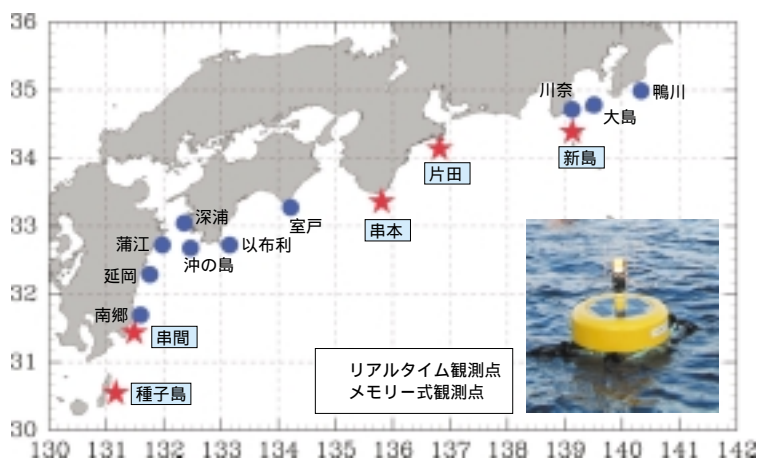 36
35
34
33
32
31
30
130 131 132 133 134 135 136 137 138 139 140 141 142
川奈
鴨川
大島
新島
片田
串本
室戸
深浦
以布利
沖の島
蒲江
延岡
南郷
串間
種子島
リアルタイム観測点
メモリー式観測点